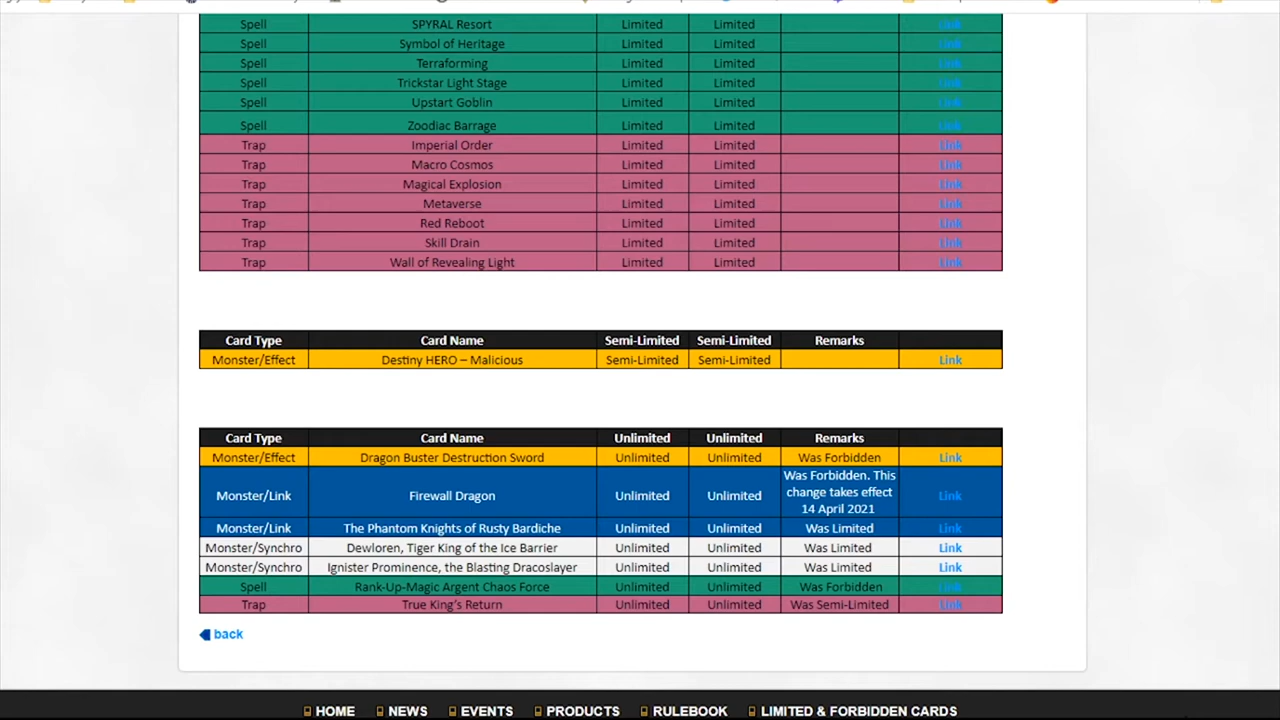 Spell SPYRAL Resort Limited Limited Link
Spell Symbol of Heritage Limited Limited Link
Spell Terraforming Limited Limited Link
Spell Trickstar Light Stage Limited Limited Link
Spell Upstart Goblin Limited Limited Link
Spell Zoodiac Barrage Limited Limited Link
Trap Imperial Order Limited Limited Link
Trap Macro Cosmos Limited Limited Link
Trap Magical Explosion Limited Limited Link
Trap Metaverse Limited Limited Link
Trap Red Reboot Limited Limited Link
Trap Skill Drain Limited Limited Link
Trap Wall of Revealing Light Limited Limited Link
Card Type Card Name Semi-Limited Semi-Limited Remarks
Monster/Effect Destiny HERO – Malicious Semi-Limited Semi-Limited Link
Card Type Card Name Unlimited Unlimited Remarks
Monster/Effect Dragon Buster Destruction Sword Unlimited Unlimited Was Forbidden Link
Was Forbidden. This
Monster/Link Firewall Dragon Unlimited Unlimited change takes effect Link
14 April 2021
Monster/Link The Phantom Knights of Rusty Bardiche Unlimited Unlimited Was Limited Link
Monster/Synchro Dewloren, Tiger King of the Ice Barrier Unlimited Unlimited Was Limited Link
Monster/Synchro Ignister Prominence, the Blasting Dracoslayer Unlimited Unlimited Was Limited Link
Spell Rank-Up-Magic Argent Chaos Force Unlimited Unlimited Was Forbidden Link
Trap True King's Return Unlimited Unlimited Was Semi-Limited Link
back
HOME NEWS EVENTS PRODUCTS RULEBOOK LIMITED & FORBIDDEN CARDS